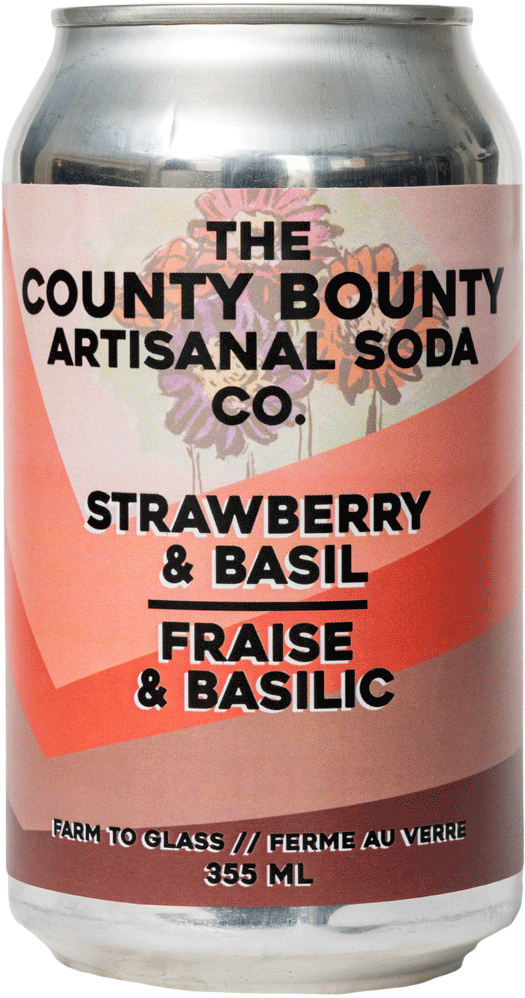 THE
COUNTY BOUNTY
ARTISANAL SODA
CO.
STRAWBERRY
& BASIL
FRAISE
& BASILIC
FARM TO GLASS // FERME AU VERRE
355 ML